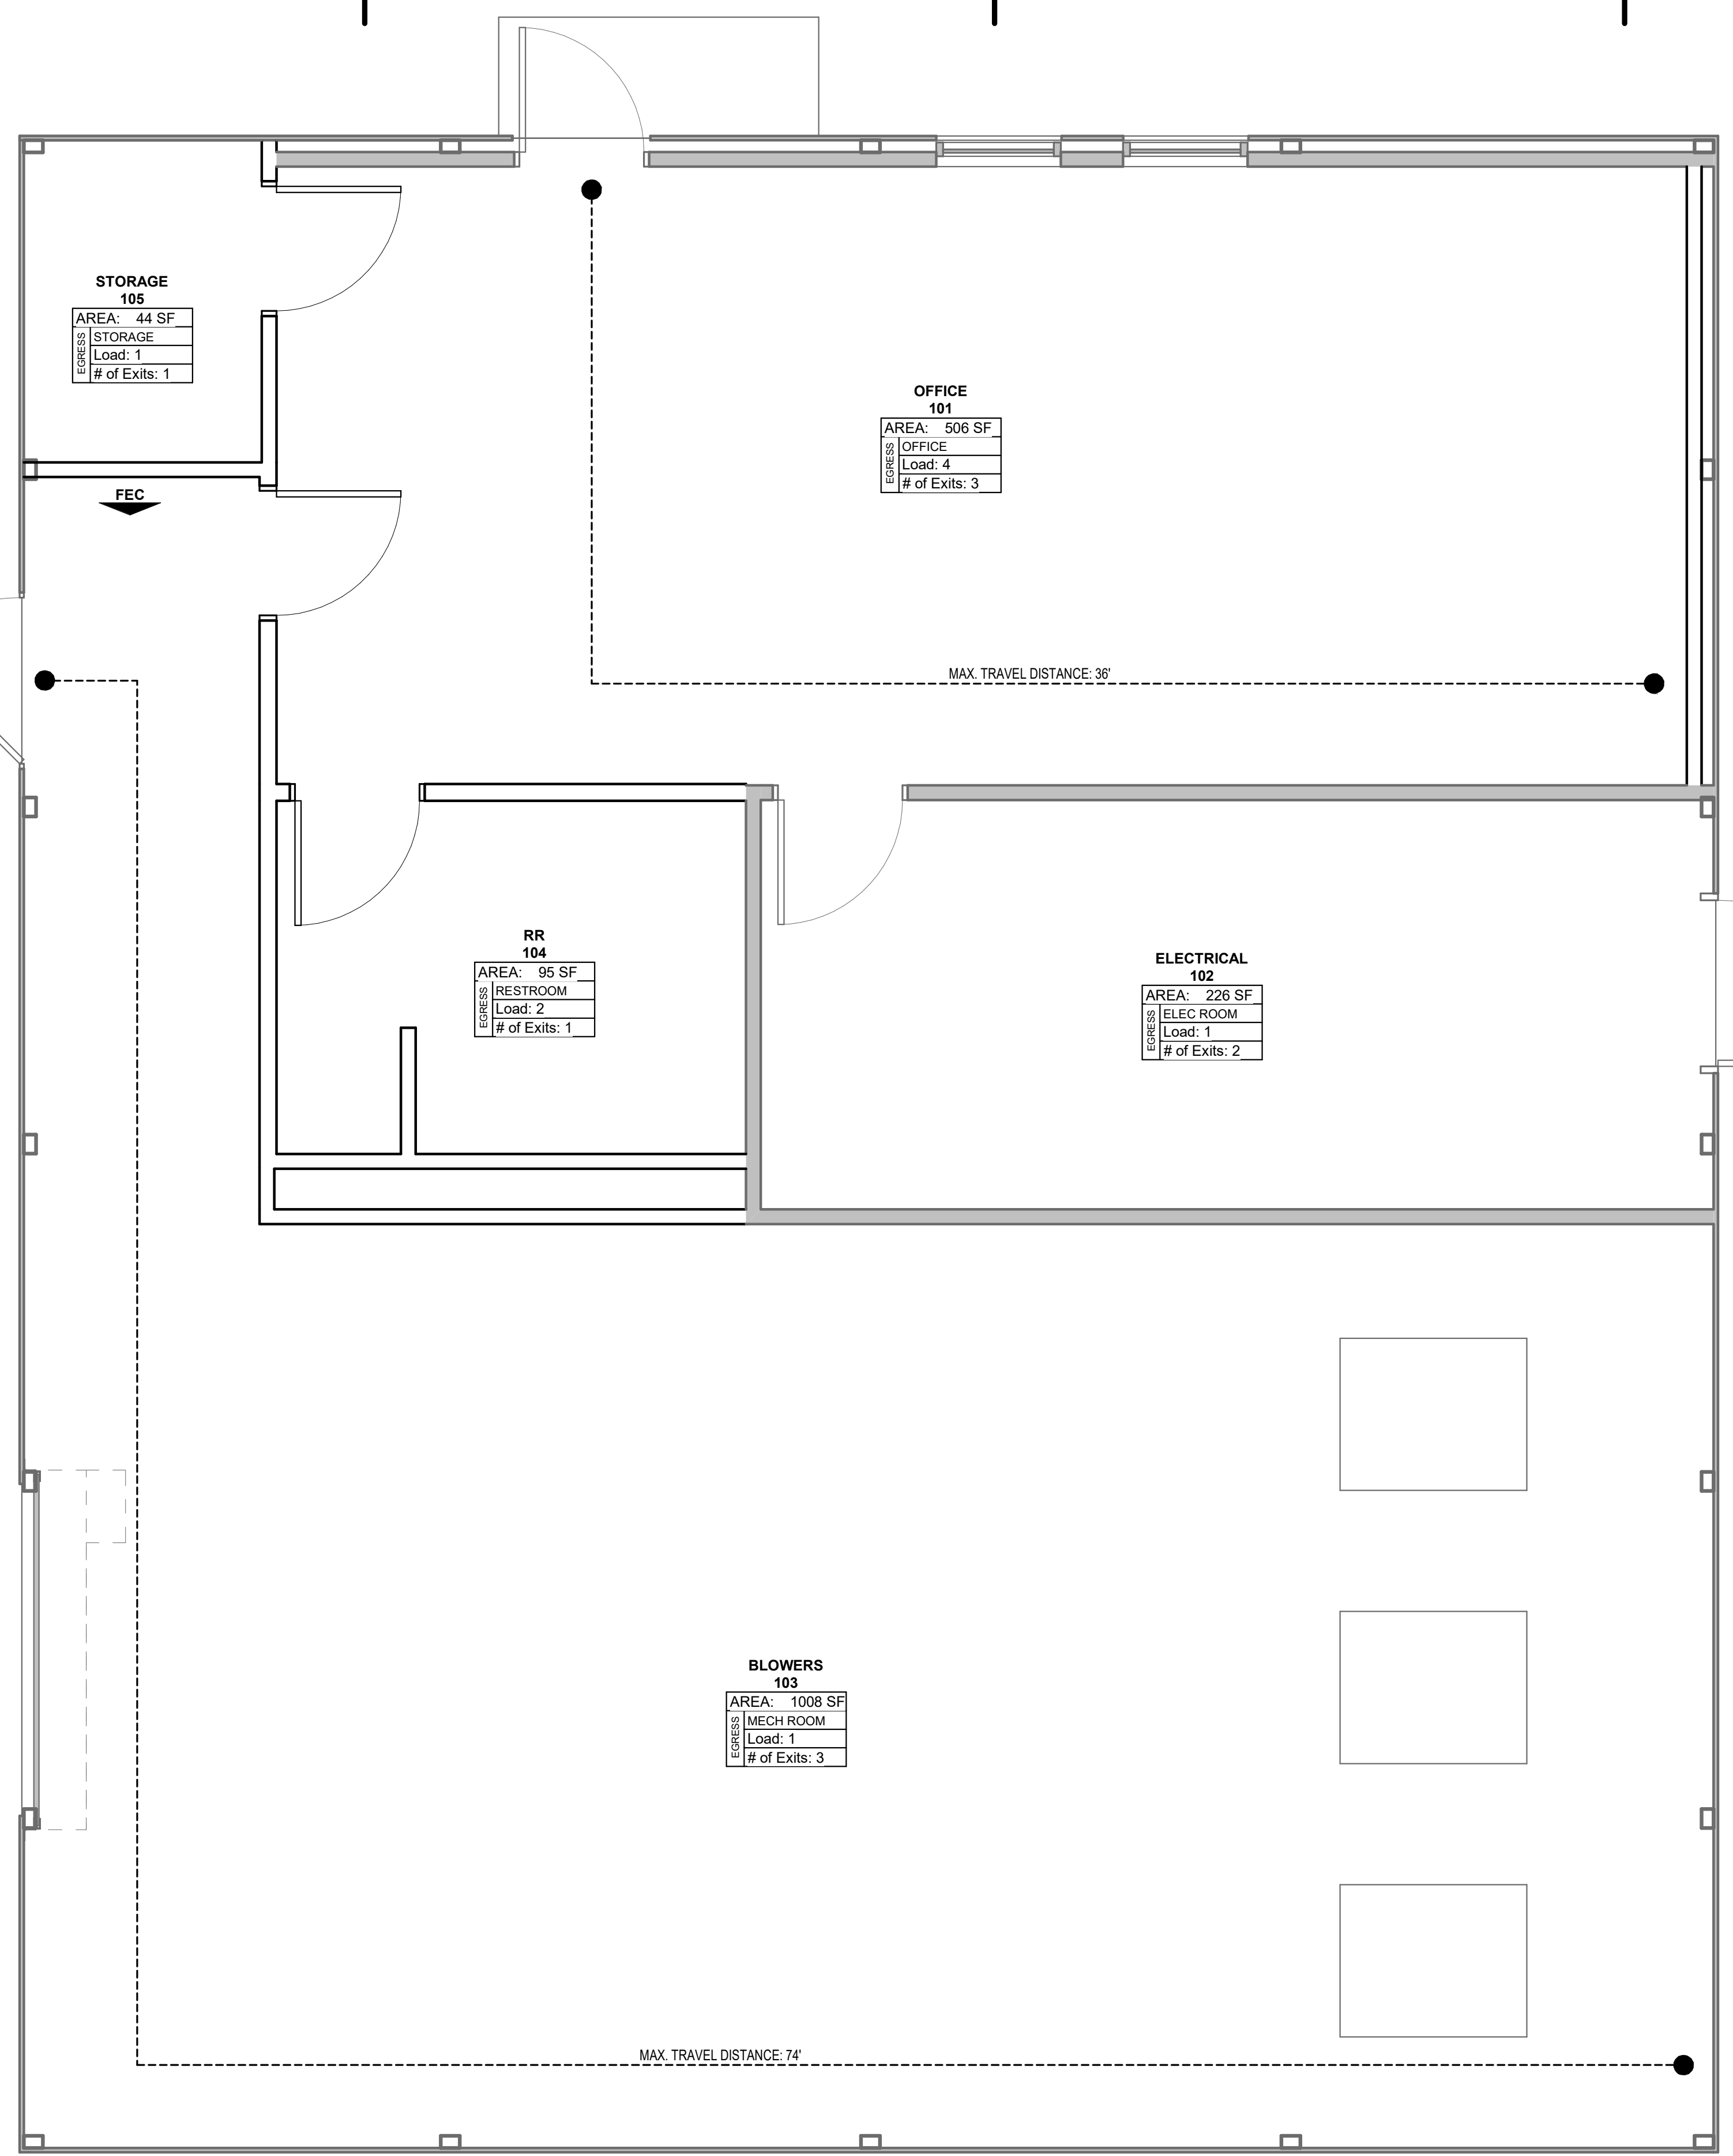 STORAGE
105
AREA: 44 SF
EGRESS
STORAGE
Load: 1
# of Exits: 1
FEC
OFFICE
101
AREA: 506 SF
EGRESS
OFFICE
Load: 4
# of Exits: 3
MAX. TRAVEL DISTANCE: 36'
RR
104
AREA: 95 SF
EGRESS
RESTROOM
Load: 2
# of Exits: 1
ELECTRICAL
102
AREA: 226 SF
EGRESS
ELEC ROOM
Load: 1
# of Exits: 2
BLOWERS
103
AREA: 1008 SF
EGRESS
MECH ROOM
Load: 1
# of Exits: 3
MAX. TRAVEL DISTANCE: 74'